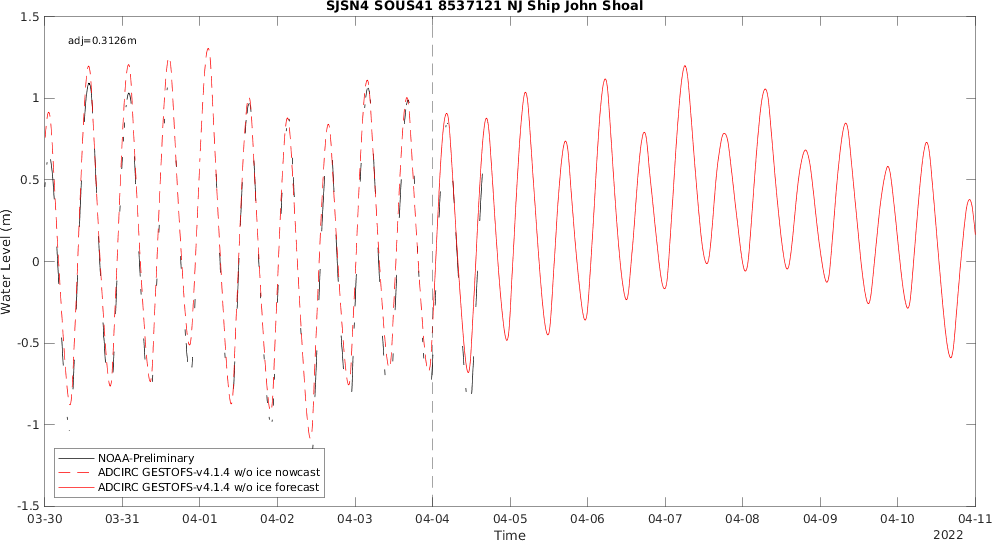 SJSN4 SOUS41 8537121 NJ Ship John Shoal
adj=0.3126m
1.5
1
0.5
0
-0.5
-1
-1.5
Water Level (m)
NOAA-Preliminary
ADCIRC GESTOFS-v4.1.4 w/o ice nowcast
ADCIRC GESTOFS-v4.1.4 w/o ice forecast
03-30 03-31 04-01 04-02 04-03 04-04 04-05 04-06 04-07 04-08 04-09 04-10 04-11
Time
2022